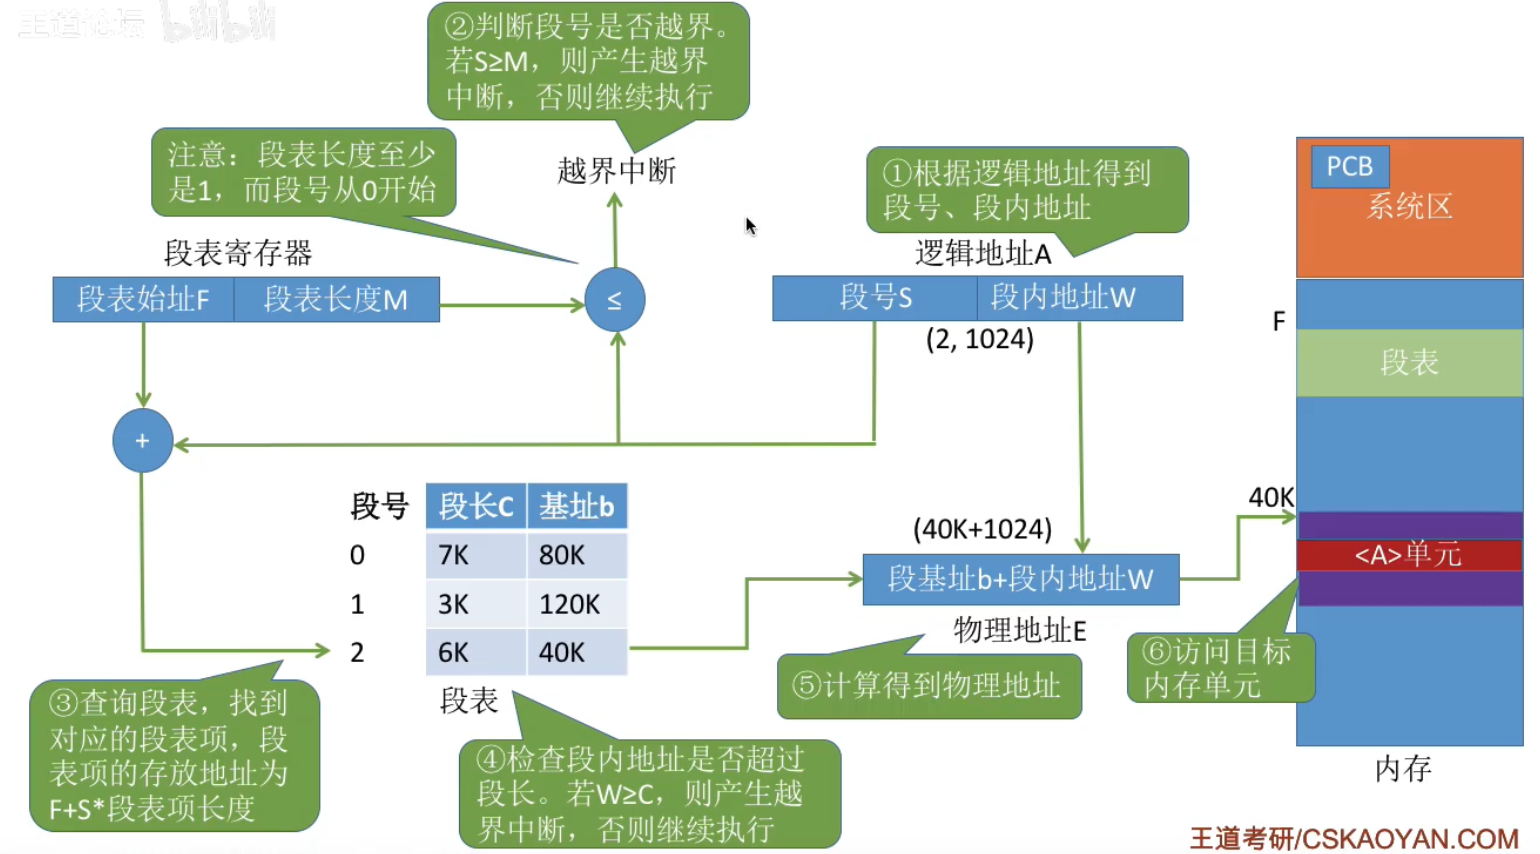 王道论坛 bilibili
②判断段号是否越界。
若S≥M，则产生越界
中断，否则继续执行
注意：段表长度至少
是1，而段号从0开始
越界中断
①根据逻辑地址得到
段号、段内地址
PCB
系统区
段表寄存器
逻辑地址A
段表始址F 段表长度M
≤
段号S 段内地址W
(2, 1024)
F
段表
+
段号 段长C 基址b
0 7K 80K
1 3K 120K
2 6K 40K
段表
(40K+1024)
段基址b+段内地址W
物理地址E
40K
<A>单元
③查询段表，找到
对应的段表项，段
表项的存放地址为
F+S*段表项长度
④检查段内地址是否超过
段长。若W≥C，则产生越
界中断，否则继续执行
⑤计算得到物理地址
⑥访问目标
内存单元
内存
王道考研/CSKAOYAN.COM